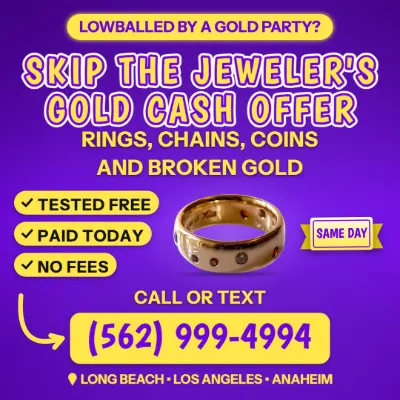 LOWBALLED BY A GOLD PARTY?
SKIP THE JEWELER'S
GOLD CASH OFFER
RINGS, CHAINS, COINS
AND BROKEN GOLD
✓ TESTED FREE
✓ PAID TODAY
✓ NO FEES
SAME DAY
CALL OR TEXT
(562) 999-4994
LONG BEACH • LOS ANGELES • ANAHEIM